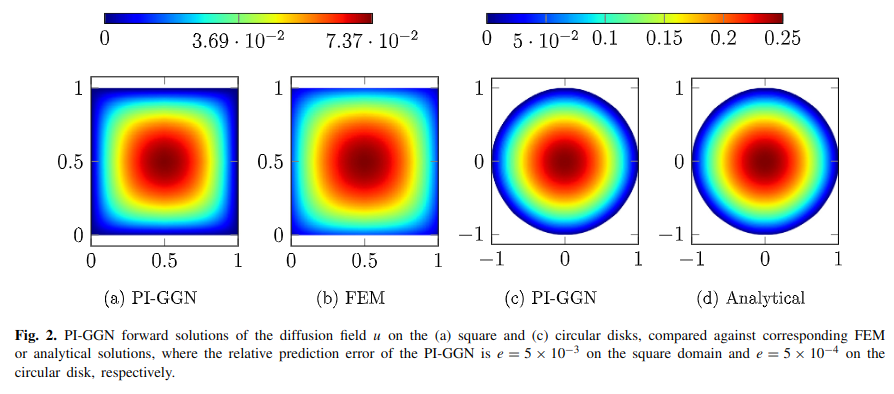 0 3.69 · 10⁻² 7.37 · 10⁻² 0 5 · 10⁻² 0.1 0.15 0.2 0.25
1 1 1 1
0.5 0.5 0 0
0 0 −1 −1
0 0.5 1 0 0.5 1 −1 0 1 −1 0 1
(a) PI-GGN (b) FEM (c) PI-GGN (d) Analytical
Fig. 2. PI-GGN forward solutions of the diffusion field u on the (a) square and (c) circular disks, compared against corresponding FEM
or analytical solutions, where the relative prediction error of the PI-GGN is e = 5 × 10⁻³ on the square domain and e = 5 × 10⁻⁴ on the
circular disk, respectively.